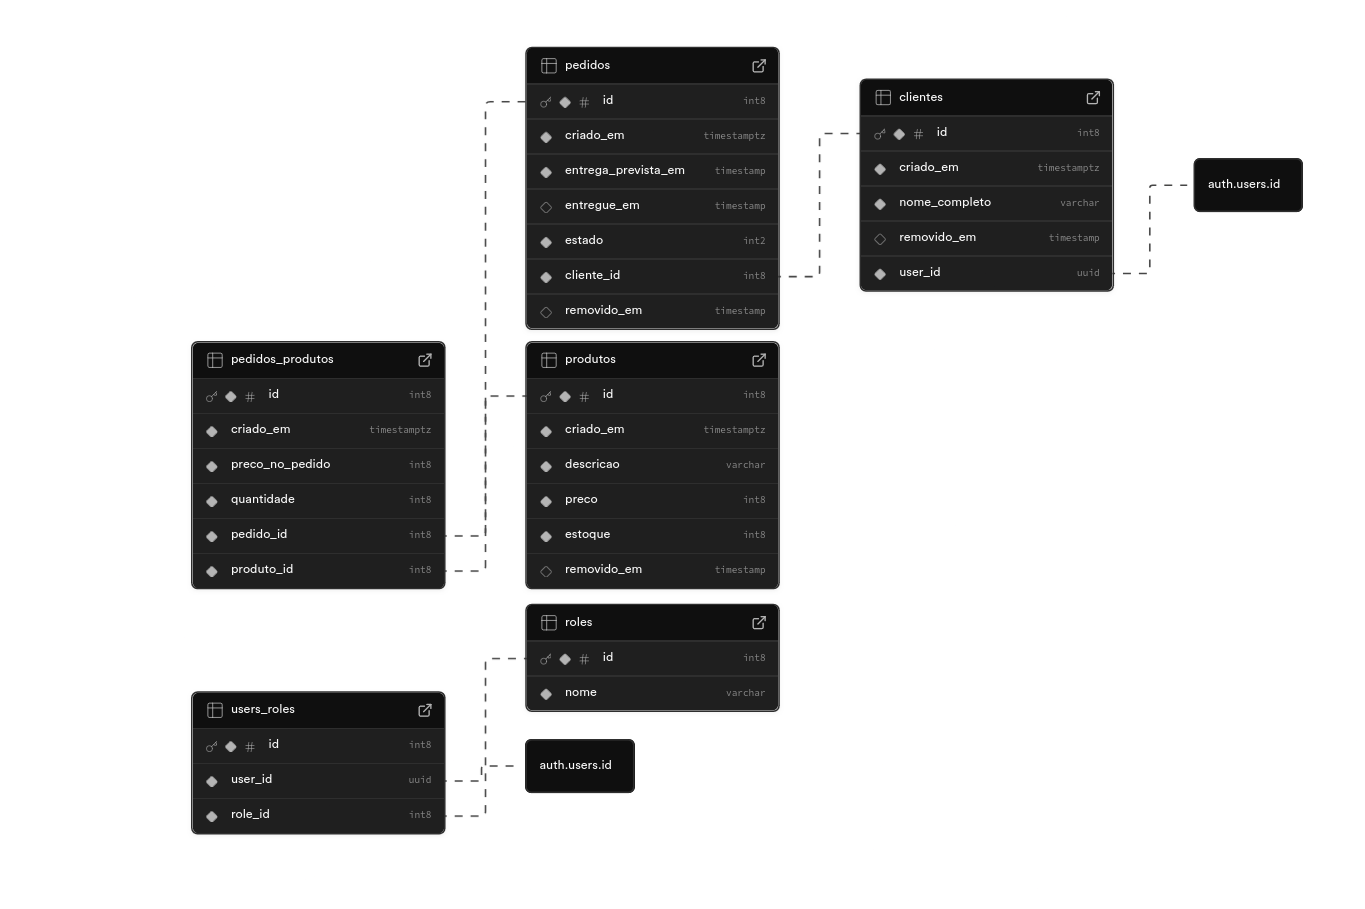 pedidos
id int8
criado_em timestamptz
entrega_prevista_em timestamp
entregue_em timestamp
estado int2
cliente_id int8
removido_em timestamp
clientes
id int8
criado_em timestamptz
nome_completo varchar
removido_em timestamp
user_id uuid
auth.users.id
pedidos_produtos
id int8
criado_em timestamptz
preco_no_pedido int8
quantidade int8
pedido_id int8
produto_id int8
produtos
id int8
criado_em timestamptz
descricao varchar
preco int8
estoque int8
removido_em timestamp
roles
id int8
nome varchar
users_roles
id int8
user_id uuid
role_id int8
auth.users.id